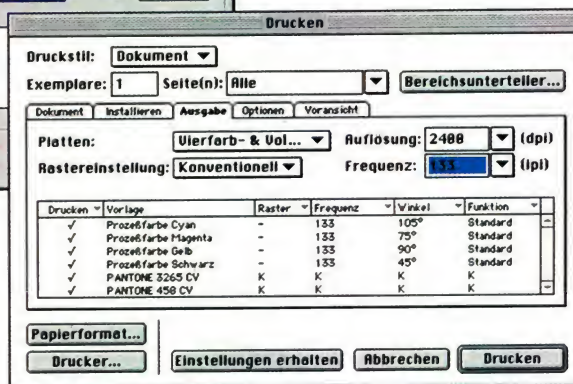 Drucken
Druckstil: Dokument
Exemplare: 1 Seite(n): Alle Bereichsunterteiler...
Dokument Installieren Ausgabe Optionen Voransicht
Platten: Vierfarb- & Vol... Auflösung: 2400 (dpi)
Rastereinstellung: Konventionell Frequenz: 133 (lpi)
Drucken Vorlage Raster Frequenz Winkel Funktion
✓ Prozeßfarbe Cyan - 133 105° Standard
✓ Prozeßfarbe Magenta - 133 75° Standard
✓ Prozeßfarbe Gelb - 133 90° Standard
✓ Prozeßfarbe Schwarz - 133 45° Standard
✓ PANTONE 3265 CV K K K K
✓ PANTONE 458 CV K K K K
Papierformat...
Drucker... Einstellungen erhalten Abbrechen Drucken